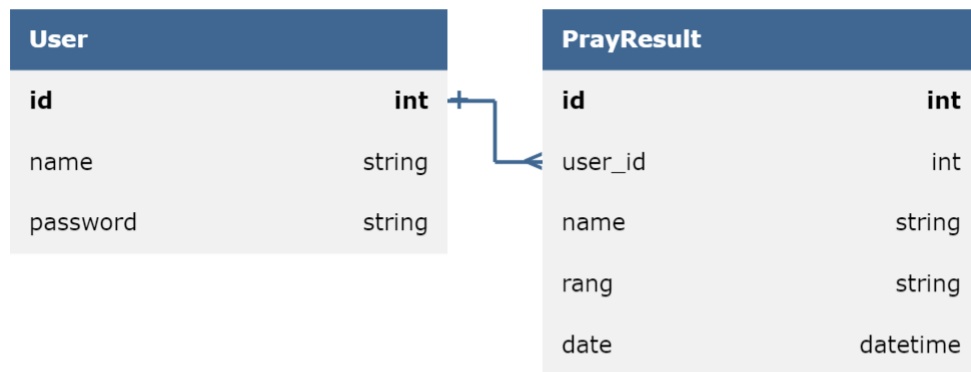 User
id int
name string
password string
PrayResult
id int
user_id int
name string
rang string
date datetime